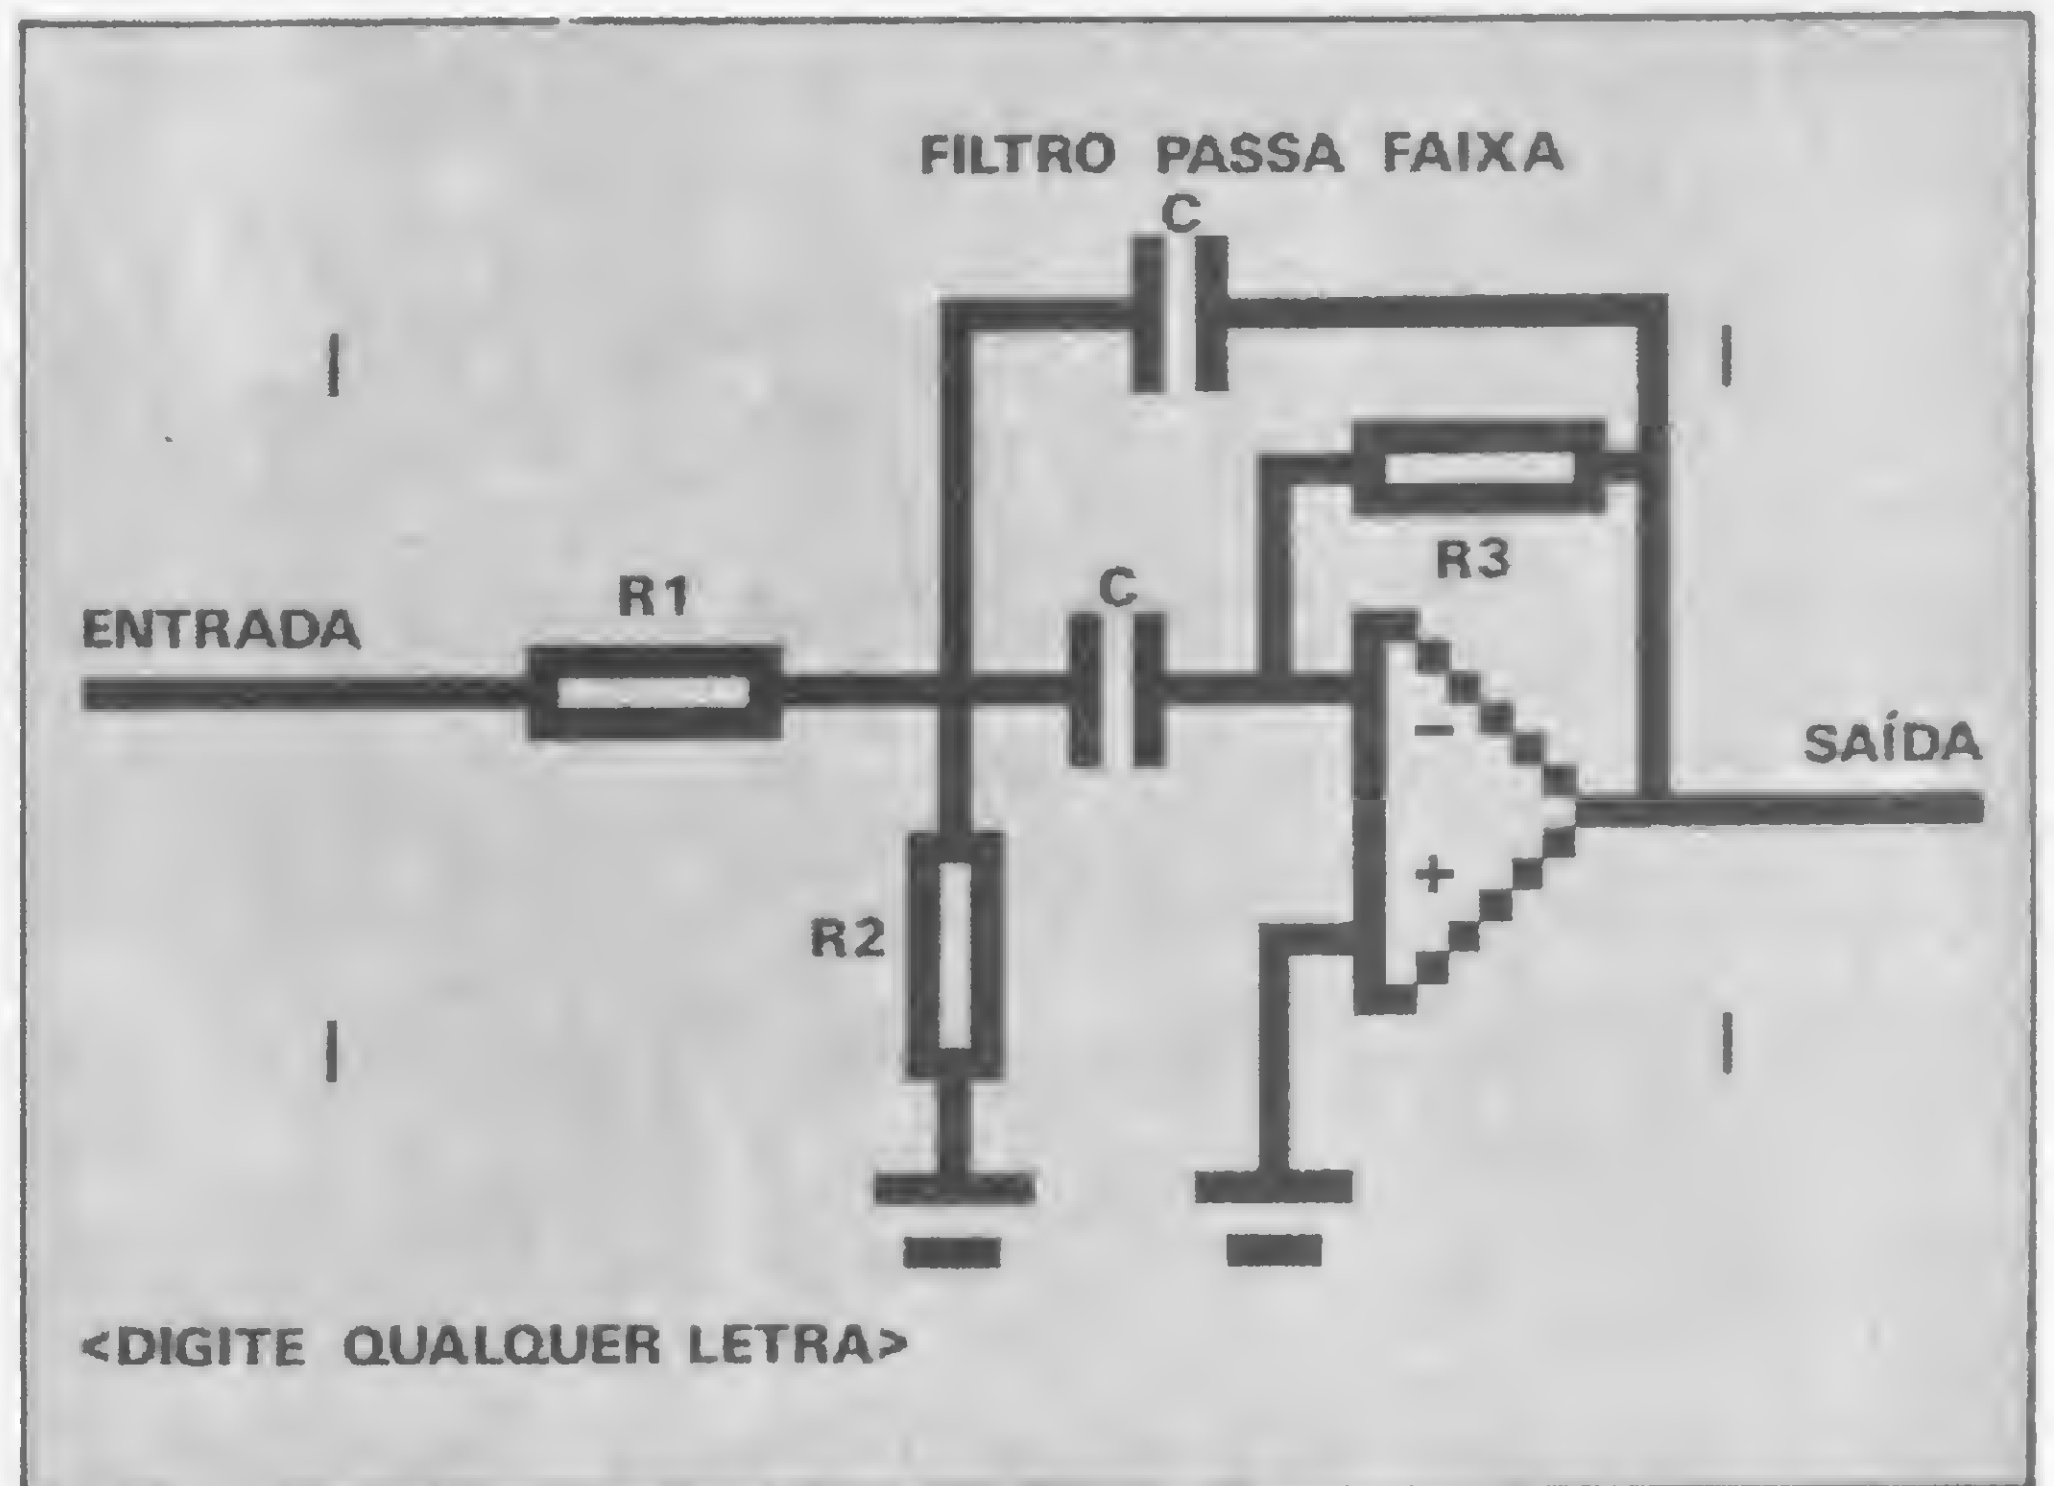 FILTRO PASSA FAIXA
C
R3
C
R1
ENTRADA
-
SAÍDA
+
R2
<DIGITE QUALQUER LETRA>